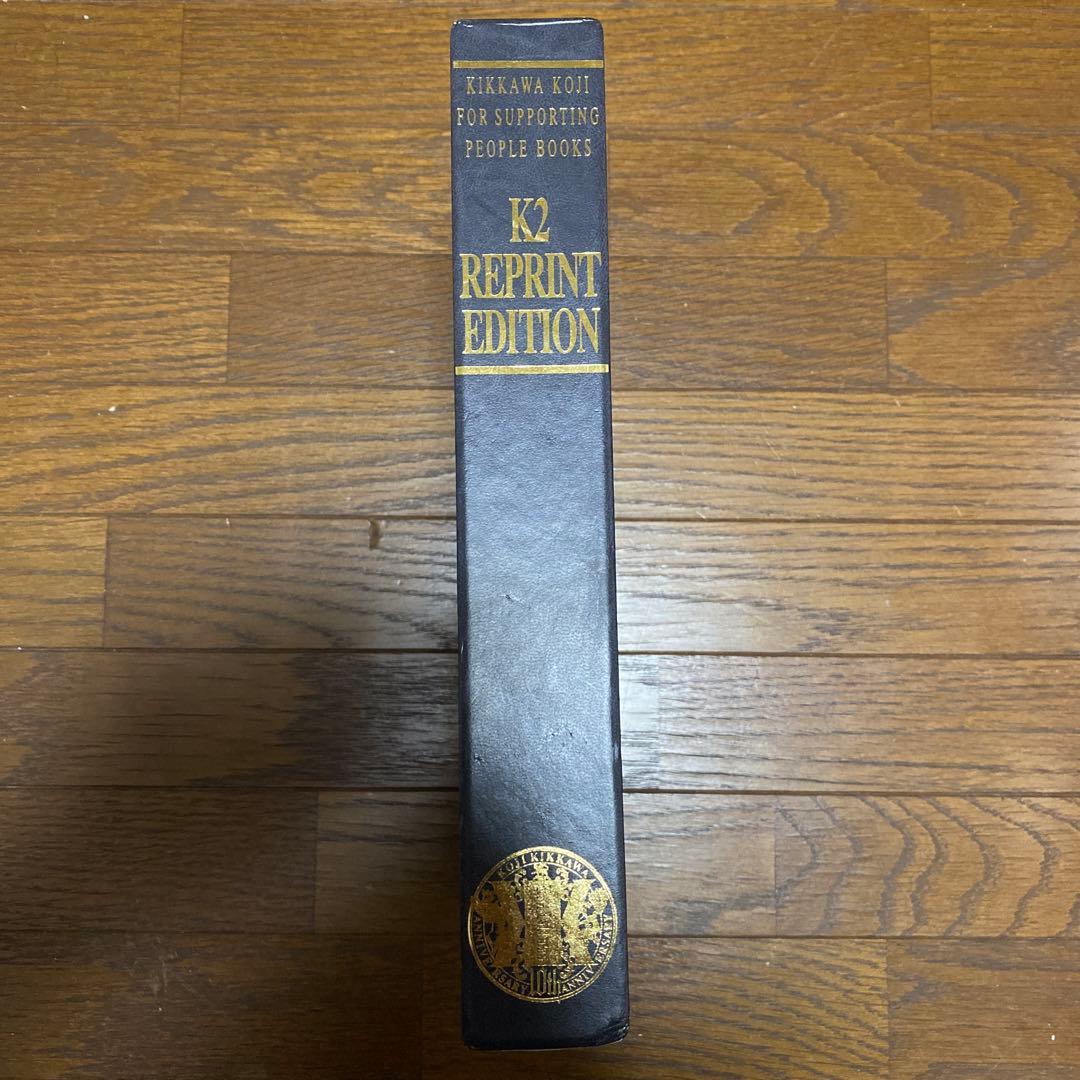 KIKKAWA KOJI
FOR SUPPORTING
PEOPLE BOOKS
K2
REPRINT
EDITION
KOJI KIKKAWA
ANNIVERSARY 10th ANNIVERSARY